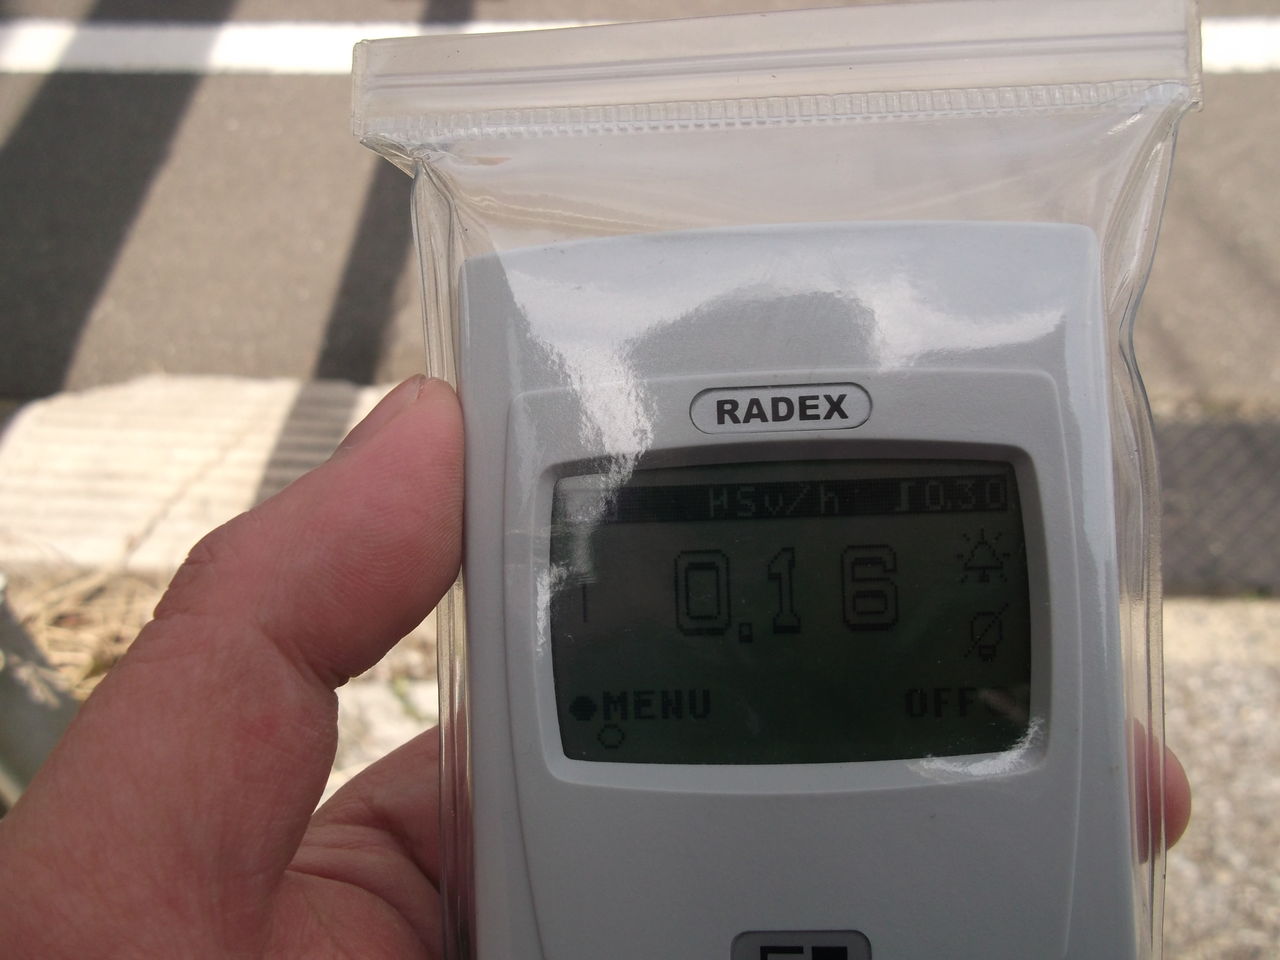 RADEX
µSv/h 0.30
0.16
MENU OFF